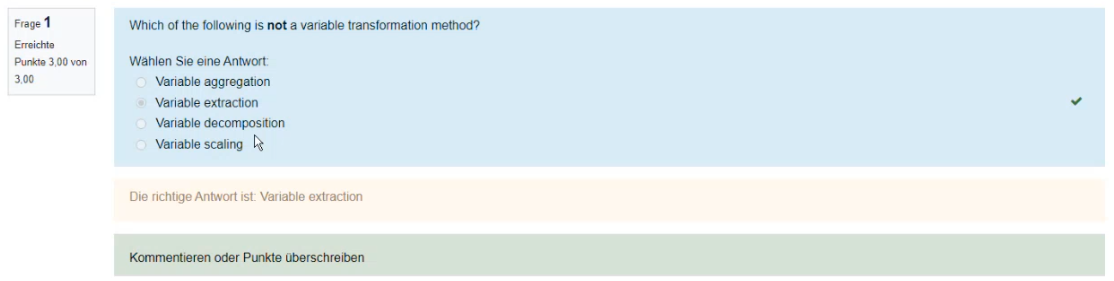 Frage 1
Erreichte
Punkte 3,00 von
3,00
Which of the following is not a variable transformation method?
Wählen Sie eine Antwort:
Variable aggregation
Variable extraction
Variable decomposition
Variable scaling
Die richtige Antwort ist: Variable extraction
Kommentieren oder Punkte überschreiben